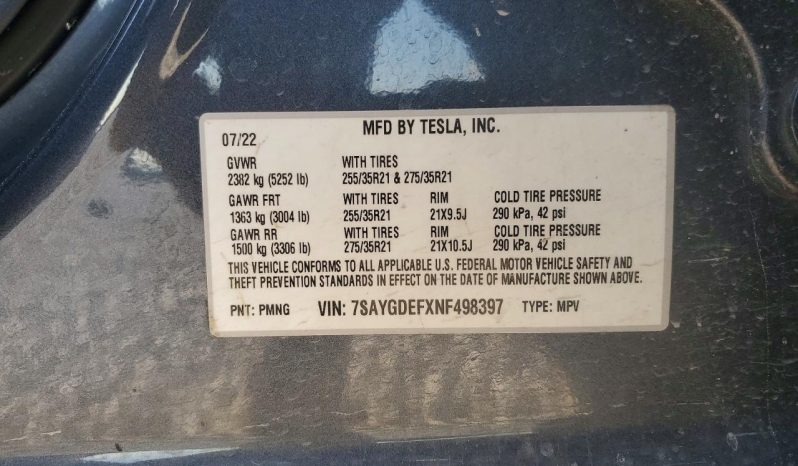 MFD BY TESLA, INC.
07/22
GVWR WITH TIRES
2382 kg (5252 lb) 255/35R21 & 275/35R21
GAWR FRT WITH TIRES RIM COLD TIRE PRESSURE
1363 kg (3004 lb) 255/35R21 21X9.5J 290 kPa, 42 psi
GAWR RR WITH TIRES RIM COLD TIRE PRESSURE
1500 kg (3306 lb) 275/35R21 21X10.5J 290 kPa, 42 psi
THIS VEHICLE CONFORMS TO ALL APPLICABLE U.S. FEDERAL MOTOR VEHICLE SAFETY AND
THEFT PREVENTION STANDARDS IN EFFECT ON THE DATE OF MANUFACTURE SHOWN ABOVE.
PNT: PMNG VIN: 7SAYGDEFXNF498397 TYPE: MPV